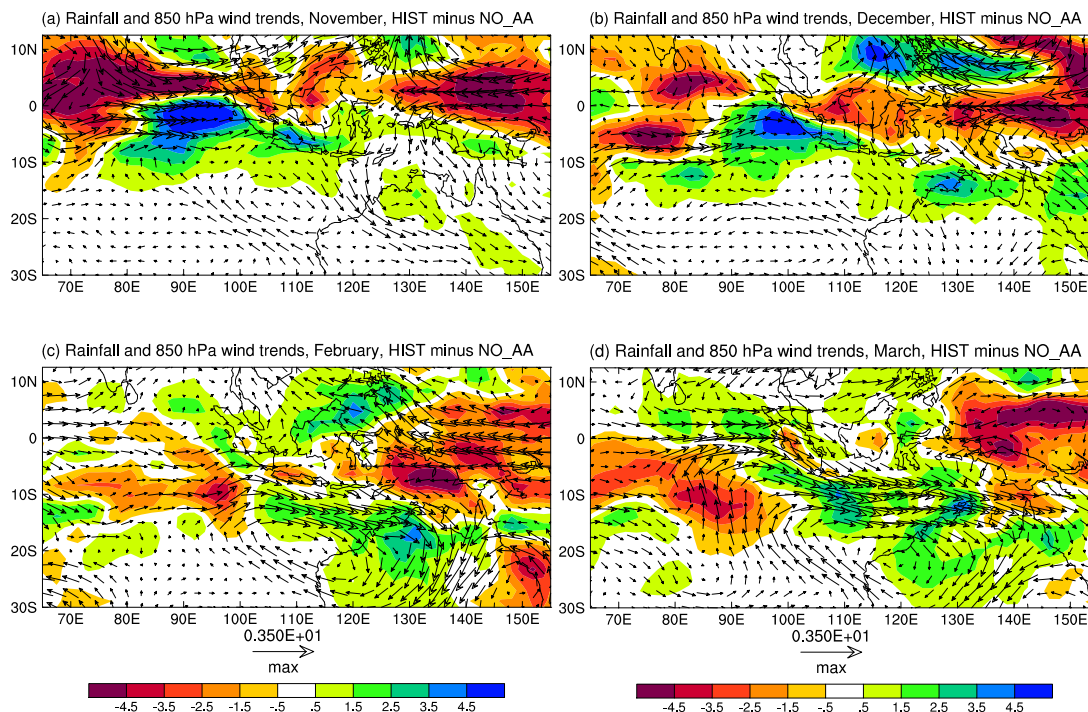 (a) Rainfall and 850 hPa wind trends, November, HIST minus NO_AA
(b) Rainfall and 850 hPa wind trends, December, HIST minus NO_AA
10N
0
10S
20S
30S
70E 80E 90E 100E 110E 120E 130E 140E 150E
10N
0
10S
20S
30S
70E 80E 90E 100E 110E 120E 130E 140E 150E
(c) Rainfall and 850 hPa wind trends, February, HIST minus NO_AA
(d) Rainfall and 850 hPa wind trends, March, HIST minus NO_AA
10N
0
10S
20S
30S
70E 80E 90E 100E 110E 120E 130E 140E 150E
10N
0
10S
20S
30S
70E 80E 90E 100E 110E 120E 130E 140E 150E
0.350E+01
max
0.350E+01
max
-4.5 -3.5 -2.5 -1.5 -.5 .5 1.5 2.5 3.5 4.5
-4.5 -3.5 -2.5 -1.5 -.5 .5 1.5 2.5 3.5 4.5